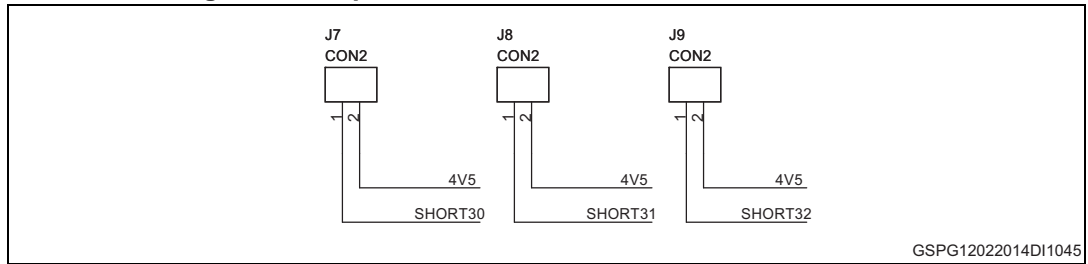 J7 J8 J9
CON2 CON2 CON2
1 2 1 2 1 2
4V5 4V5 4V5
SHORT30 SHORT31 SHORT32
GSPG12022014DI1045